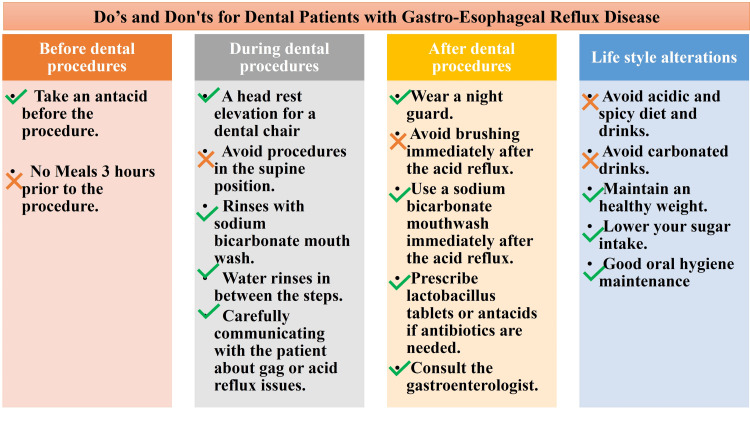 Do's and Don'ts for Dental Patients with Gastro-Esophageal Reflux Disease
Before dental
procedures
• Take an antacid
before the
procedure.
• No Meals 3 hours
prior to the
procedure.
During dental
procedures
• A head rest
elevation for a
dental chair
• Avoid procedures
in the supine
position.
• Rinses with
sodium
bicarbonate mouth
wash.
• Water rinses in
between the steps.
• Carefully
communicating
with the patient
about gag or acid
reflux issues.
After dental
procedures
• Wear a night
guard.
• Avoid brushing
immediately after
the acid reflux.
• Use a sodium
bicarbonate
mouthwash
immediately after
the acid reflux.
• Prescribe
lactobacillus
tablets or antacids
if antibiotics are
needed.
• Consult the
gastroenterologist.
Life style alterations
• Avoid acidic and
spicy diet and
drinks.
• Avoid carbonated
drinks.
• Maintain an
healthy weight.
• Lower your sugar
intake.
• Good oral hygiene
maintenance